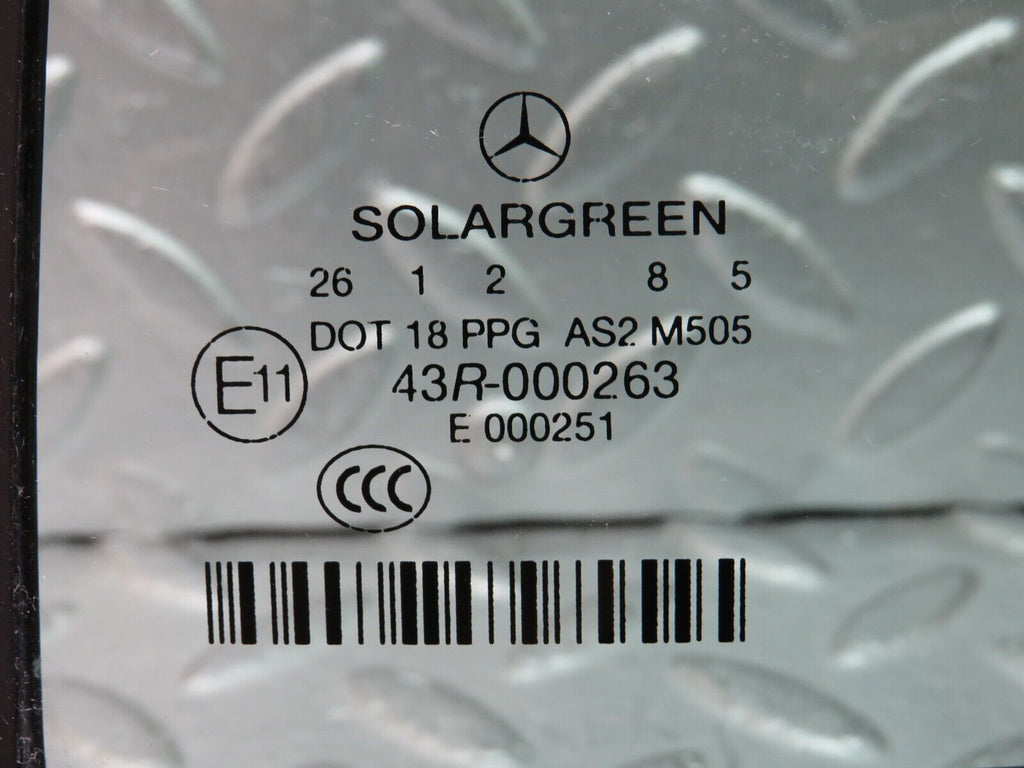 SOLARGREEN
26 1 2 8 5
DOT 18 PPG AS2 M505
E11
43R-000263
E 000251
CCC